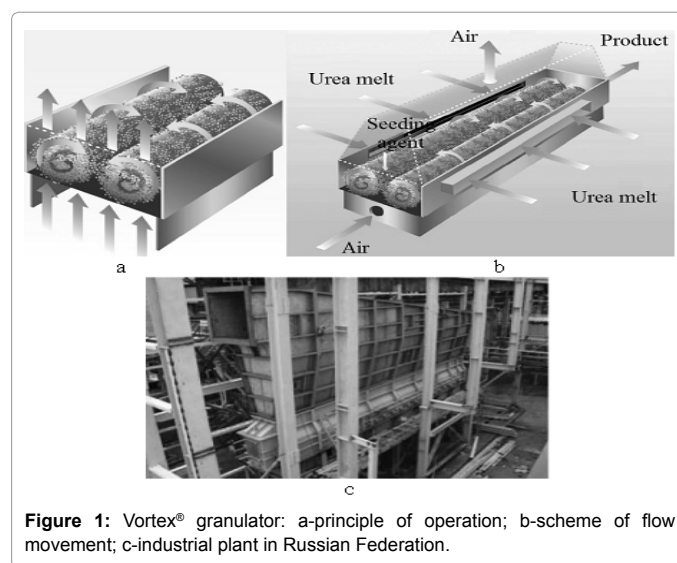 Air
Product
Urea melt
Seeding
agent
Urea melt
Air
a
b
c
Figure 1: Vortex® granulator: a-principle of operation; b-scheme of flow
movement; c-industrial plant in Russian Federation.